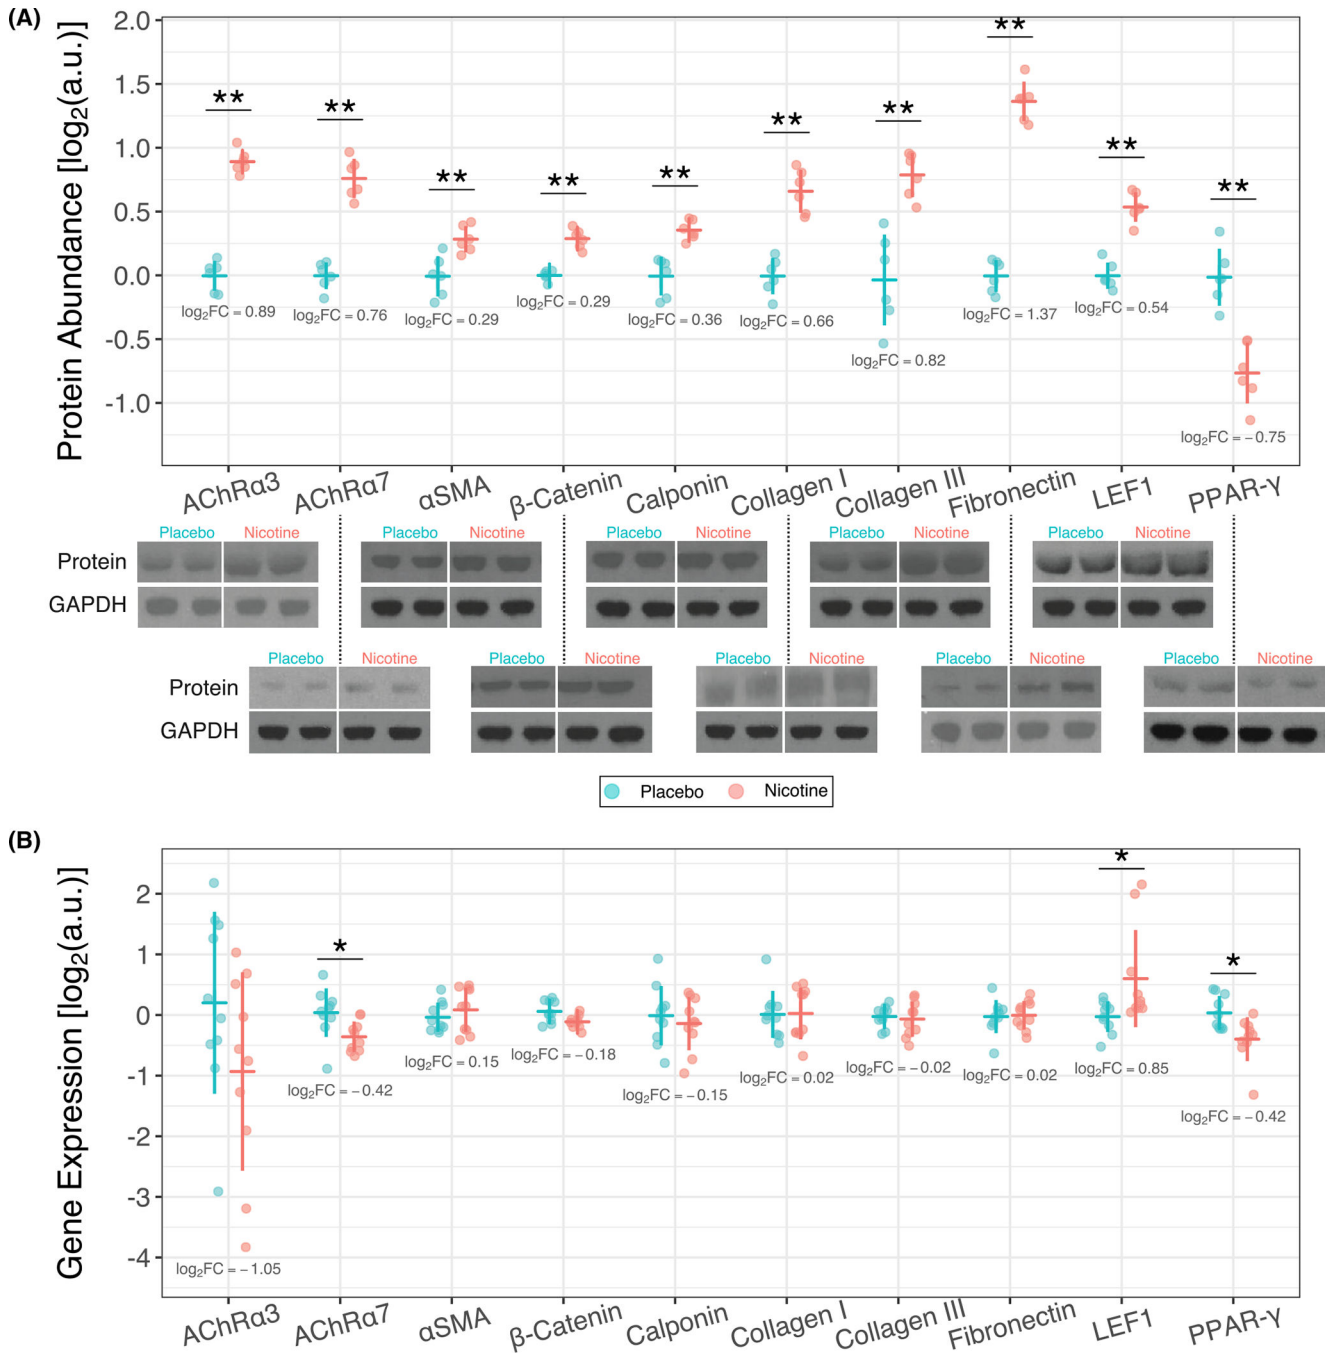 (A)
Protein Abundance [log₂(a.u.)]
2.0
1.5
1.0
0.5
0.0
-0.5
-1.0
** ** ** ** ** ** ** ** ** **
log₂FC = 0.89
log₂FC = 0.76
log₂FC = 0.29
log₂FC = 0.29
log₂FC = 0.36
log₂FC = 0.66
log₂FC = 0.82
log₂FC = 1.37
log₂FC = 0.54
log₂FC = −0.75
AChRα3 AChRα7 αSMA β-Catenin Calponin Collagen I Collagen III Fibronectin LEF1 PPAR-γ
Placebo Nicotine Placebo Nicotine Placebo Nicotine Placebo Nicotine Placebo Nicotine
Protein
GAPDH
Placebo Nicotine Placebo Nicotine Placebo Nicotine Placebo Nicotine Placebo Nicotine
Protein
GAPDH
Placebo Nicotine
(B)
Gene Expression [log₂(a.u.)]
2
1
0
-1
-2
-3
-4
* * *
log₂FC = −1.05
log₂FC = −0.42
log₂FC = 0.15
log₂FC = −0.18
log₂FC = −0.15
log₂FC = 0.02
log₂FC = −0.02
log₂FC = 0.02
log₂FC = 0.85
log₂FC = −0.42
AChRα3 AChRα7 αSMA β-Catenin Calponin Collagen I Collagen III Fibronectin LEF1 PPAR-γ